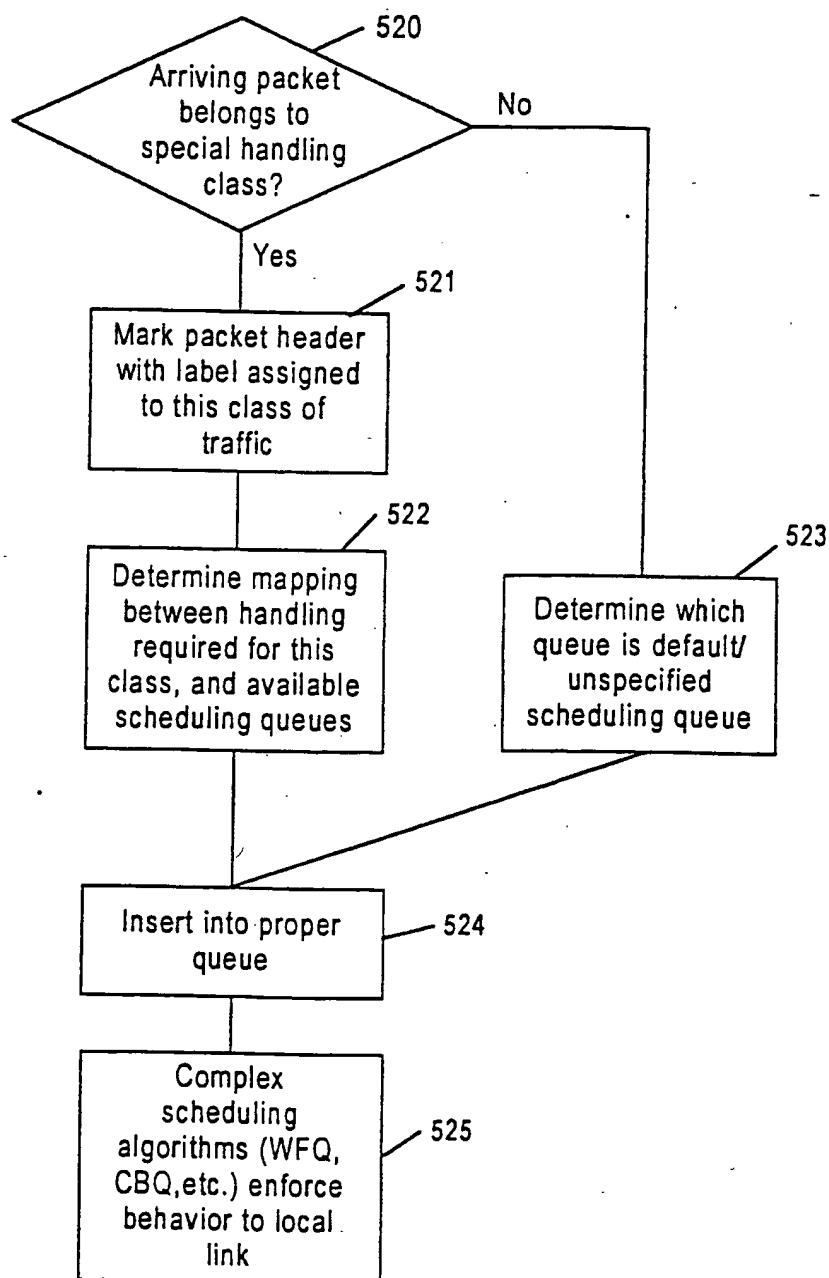 520
Arriving packet
belongs to
special handling
class?
No
Yes
521
Mark packet header
with label assigned
to this class of
traffic
522
Determine mapping
between handling
required for this
class, and available
scheduling queues
523
Determine which
queue is default/
unspecified
scheduling queue
Insert into proper
queue
524
Complex
scheduling
algorithms (WFQ,
CBQ,etc.) enforce
behavior to local
link
525